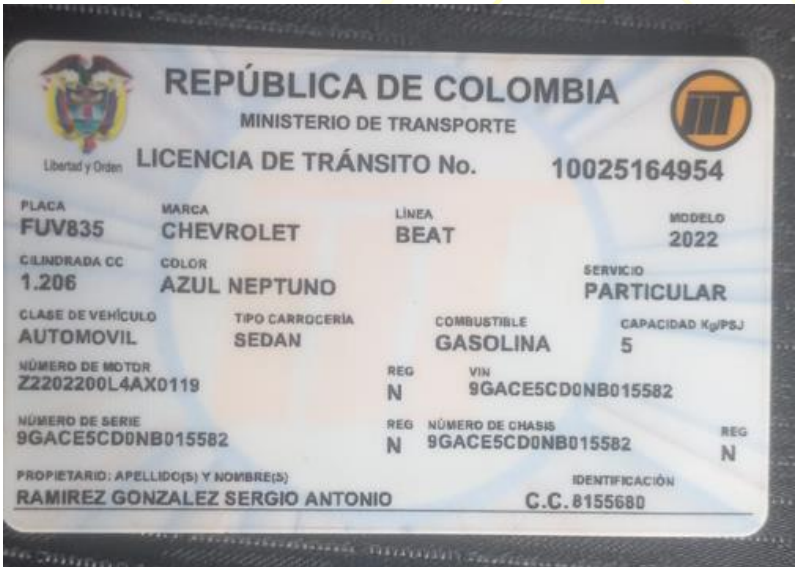 REPÚBLICA DE COLOMBIA
MINISTERIO DE TRANSPORTE
Libertad y Orden
LICENCIA DE TRÁNSITO No. 10025164954
PLACA MARCA LÍNEA MODELO
FUV835 CHEVROLET BEAT 2022
CILINDRADA CC COLOR SERVICIO
1.206 AZUL NEPTUNO PARTICULAR
CLASE DE VEHÍCULO TIPO CARROCERÍA COMBUSTIBLE CAPACIDAD Kg/PSJ
AUTOMOVIL SEDAN GASOLINA 5
NÚMERO DE MOTOR REG VIN
Z2202200L4AX0119 N 9GACE5CD0NB015582
NÚMERO DE SERIE REG NÚMERO DE CHASIS REG
9GACE5CD0NB015582 N 9GACE5CD0NB015582 N
PROPIETARIO: APELLIDO(S) Y NOMBRE(S) IDENTIFICACIÓN
RAMIREZ GONZALEZ SERGIO ANTONIO C.C. 8155680